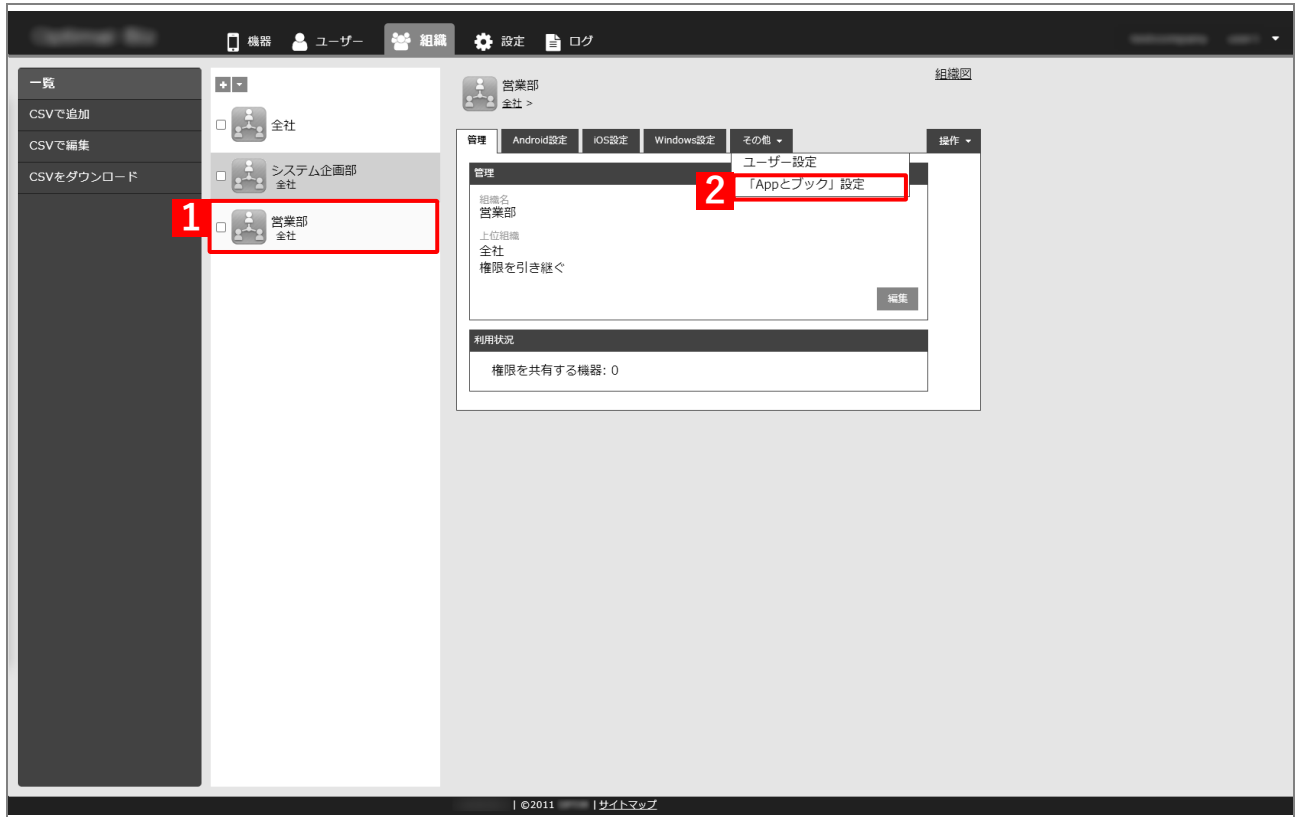 機器 ユーザー 組織 設定 ログ
一覧
CSVで追加
CSVで編集
CSVをダウンロード
全社
システム企画部
全社
1
営業部
全社
営業部
全社 >
組織図
管理 Android設定 iOS設定 Windows設定 その他 操作
ユーザー設定
2
「Appとブック」設定
管理
組織名
営業部
上位組織
全社
権限を引き継ぐ
編集
利用状況
権限を共有する機器: 0
| ©2011 | サイトマップ